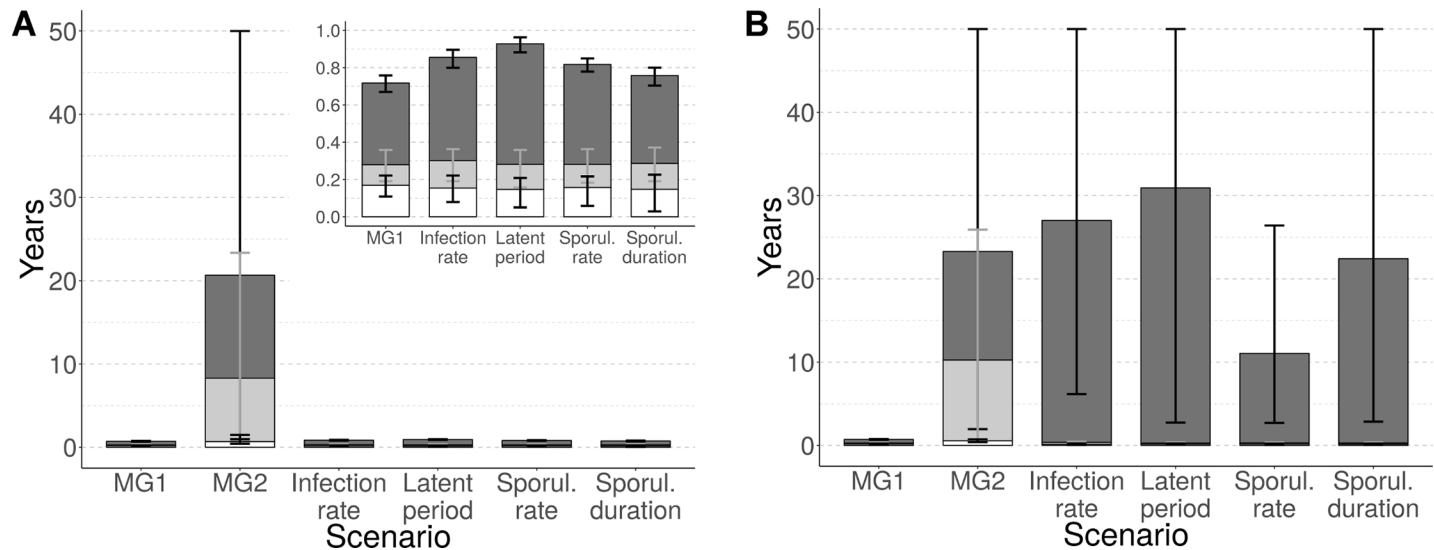 A
Years
50
40
30
20
10
0
1.0
0.8
0.6
0.4
0.2
0.0
MG1 Infection Latent Sporul. Sporul.
rate period rate duration
MG1 MG2 Infection Latent Sporul. Sporul.
rate period rate duration
Scenario
B
Years
50
40
30
20
10
0
MG1 MG2 Infection Latent Sporul. Sporul.
rate period rate duration
Scenario